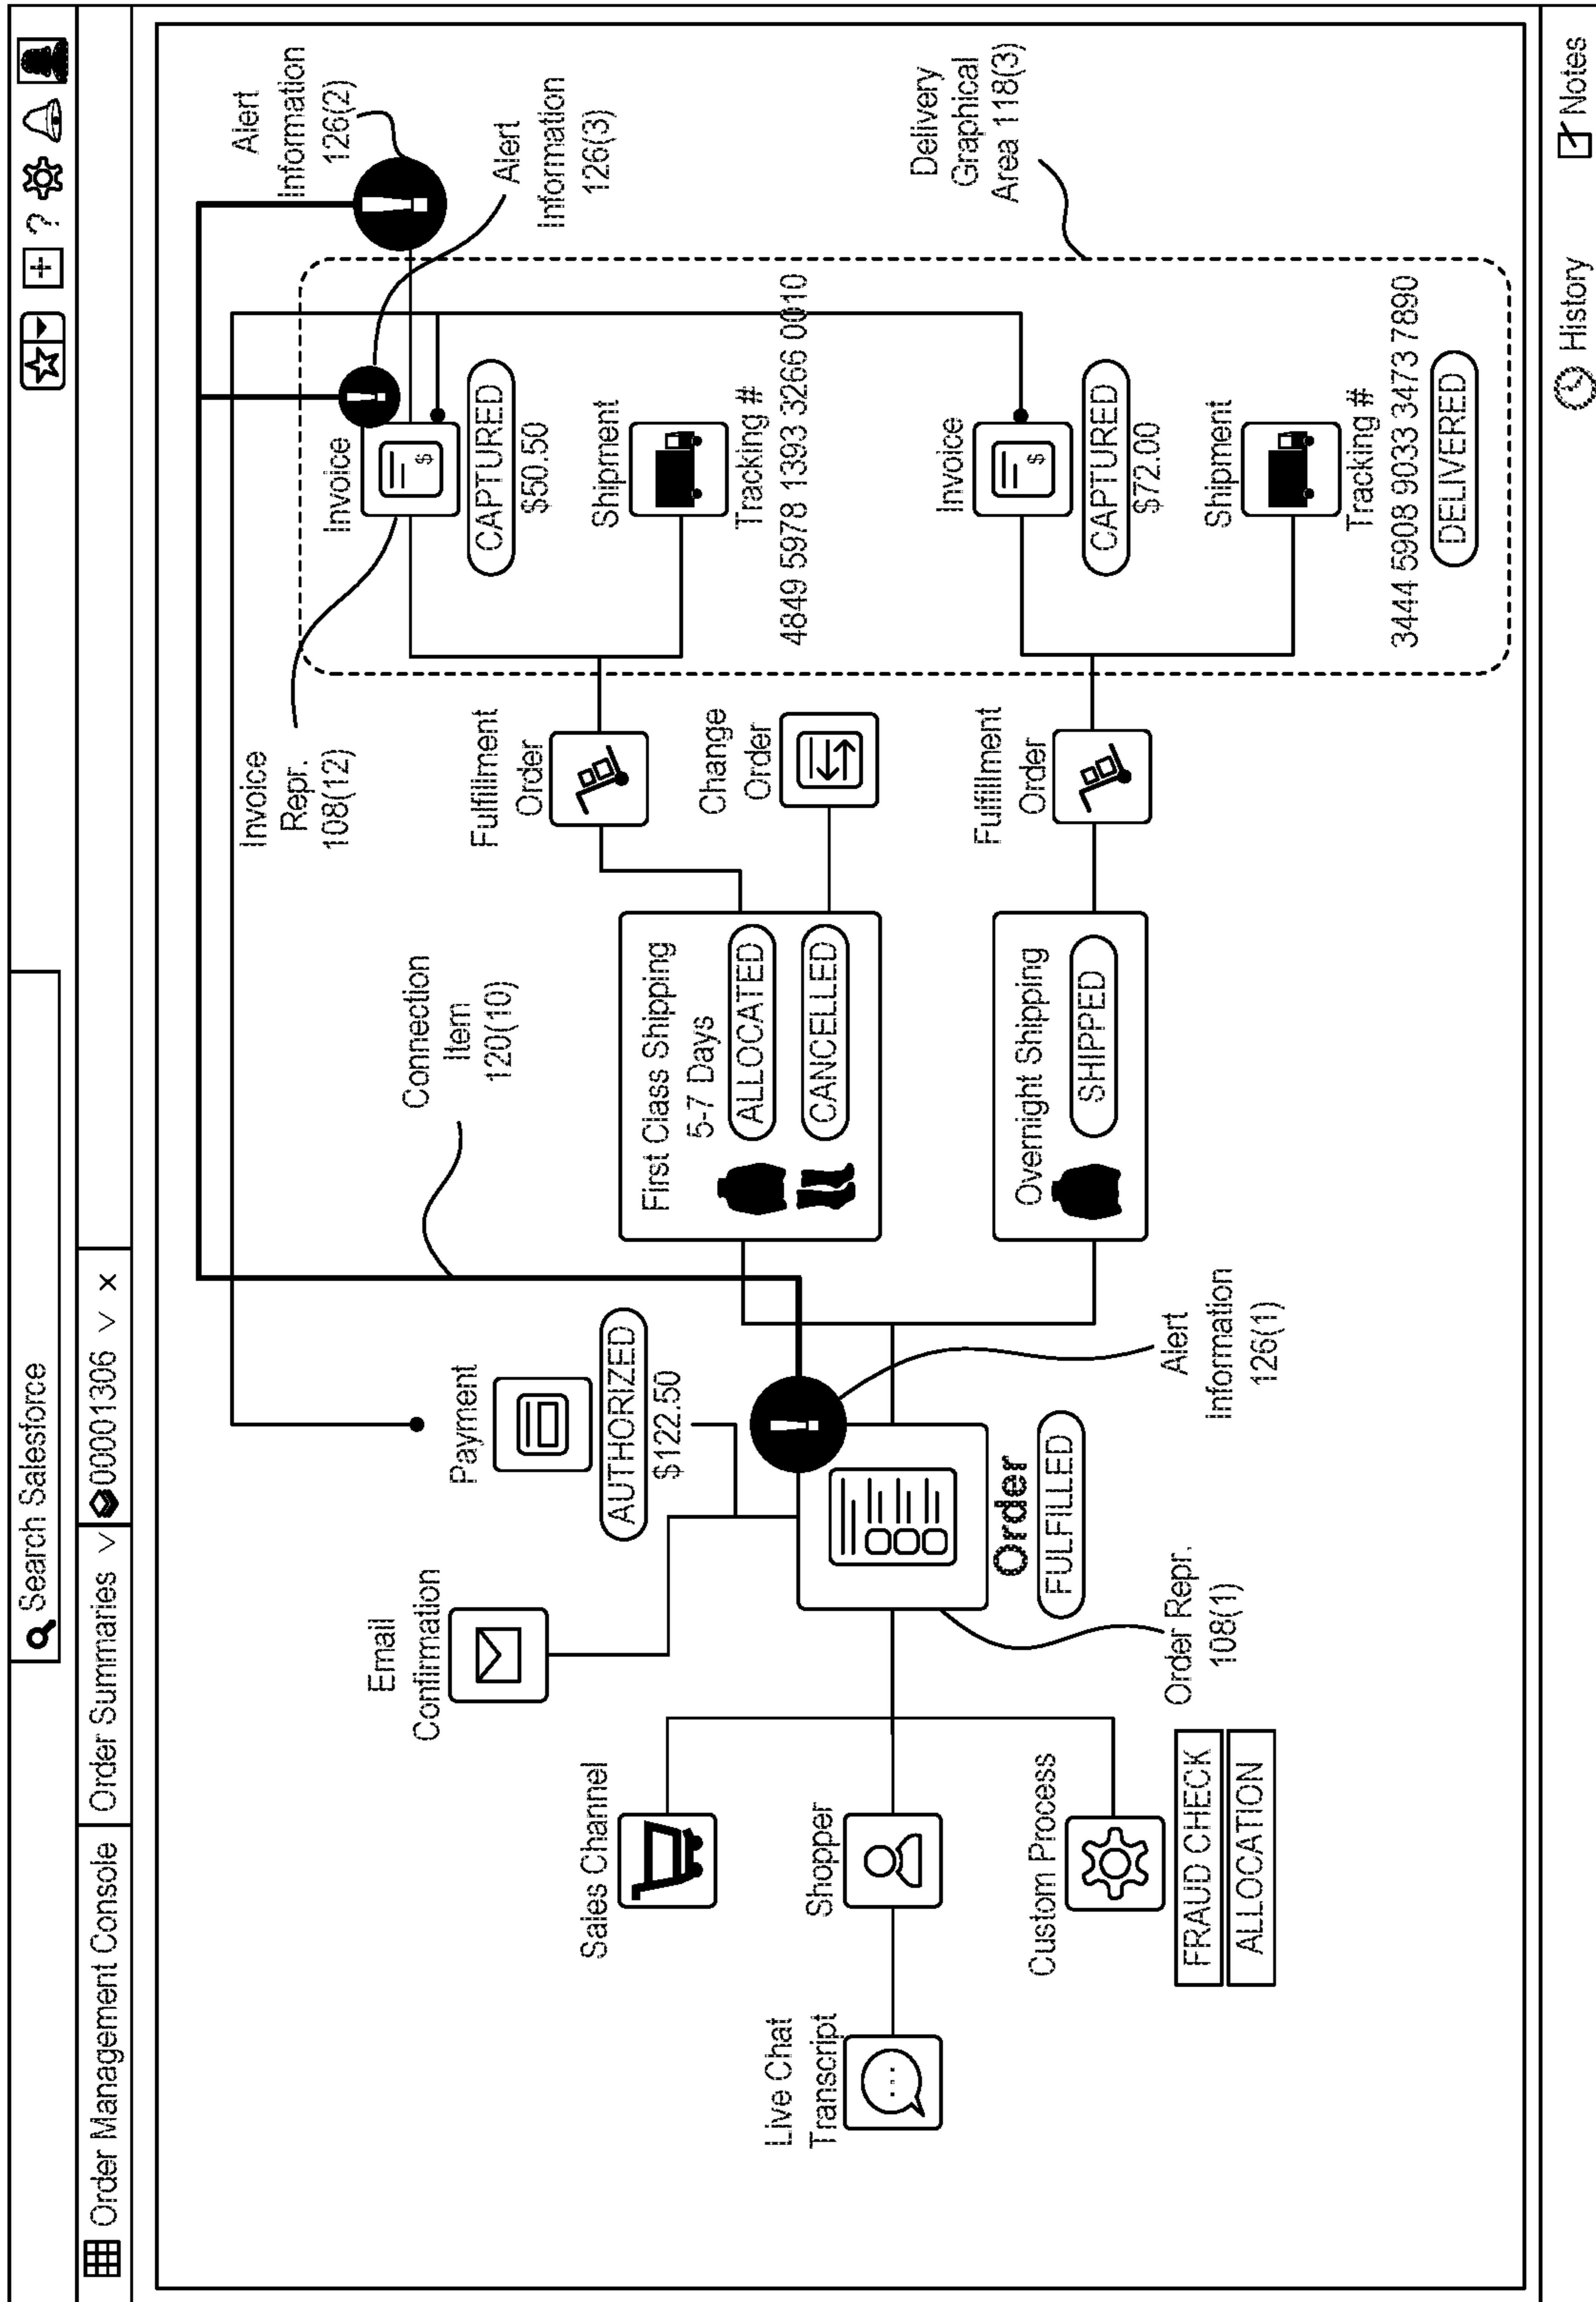 Search Salesforce
?
Order Management Console
Order Summaries
00001306
x
Live Chat
Transcript
Sales Channel
Shopper
Custom Process
FRAUD CHECK
ALLOCATION
Email
Confirmation
Payment
AUTHORIZED
$122.50
!
Order
FULFILLED
Order Repr.
108(1)
Alert
Information
126(1)
Connection
Item
120(10)
First Class Shipping
5-7 Days
ALLOCATED
CANCELLED
Overnight Shipping
SHIPPED
Invoice
Repr.
108(12)
Fulfillment
Order
Change
Order
Fulfillment
Order
Invoice
!
$
CAPTURED
$50.50
Shipment
Tracking #
4849 5978 1393 3266 0010
Invoice
$
CAPTURED
$72.00
Shipment
Tracking #
3444 5908 9033 3473 7890
DELIVERED
!
Alert
Information
126(2)
Alert
Information
126(3)
Delivery
Graphical
Area 118(3)
History
Notes